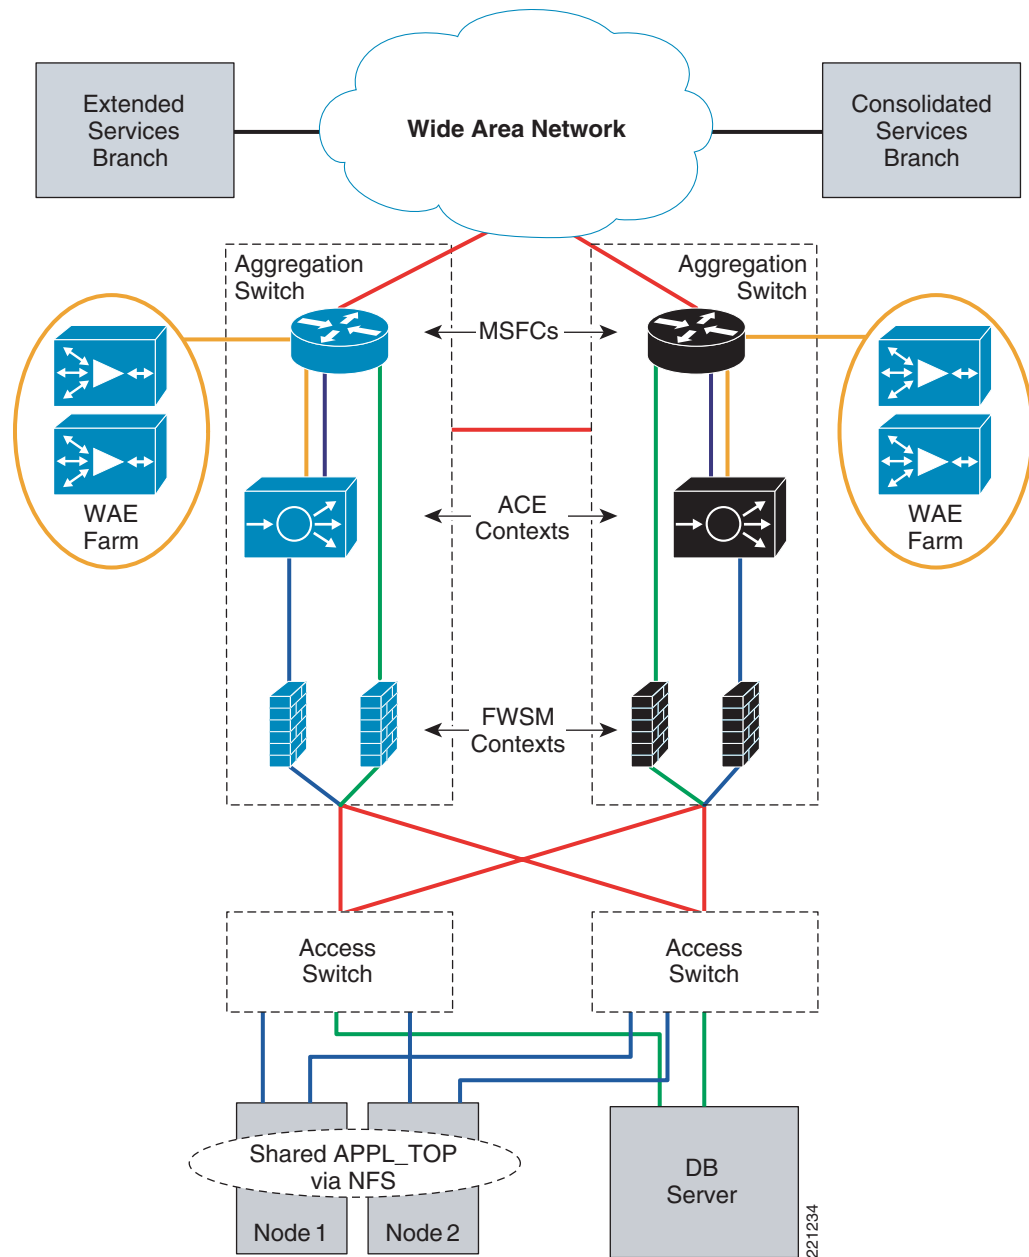 Extended
Services
Branch
Wide Area Network
Consolidated
Services
Branch
Aggregation
Switch
Aggregation
Switch
MSFCs
WAE
Farm
ACE
Contexts
WAE
Farm
FWSM
Contexts
Access
Switch
Access
Switch
Shared APPL_TOP
via NFS
Node 1
Node 2
DB
Server
221234